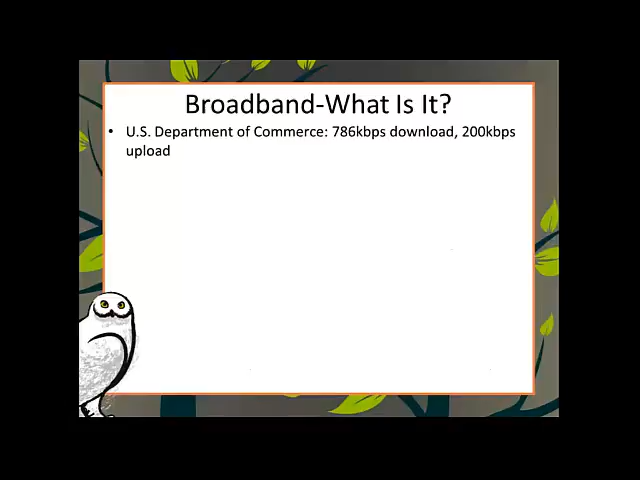 Broadband-What Is It?
• U.S. Department of Commerce: 786kbps download, 200kbps
upload